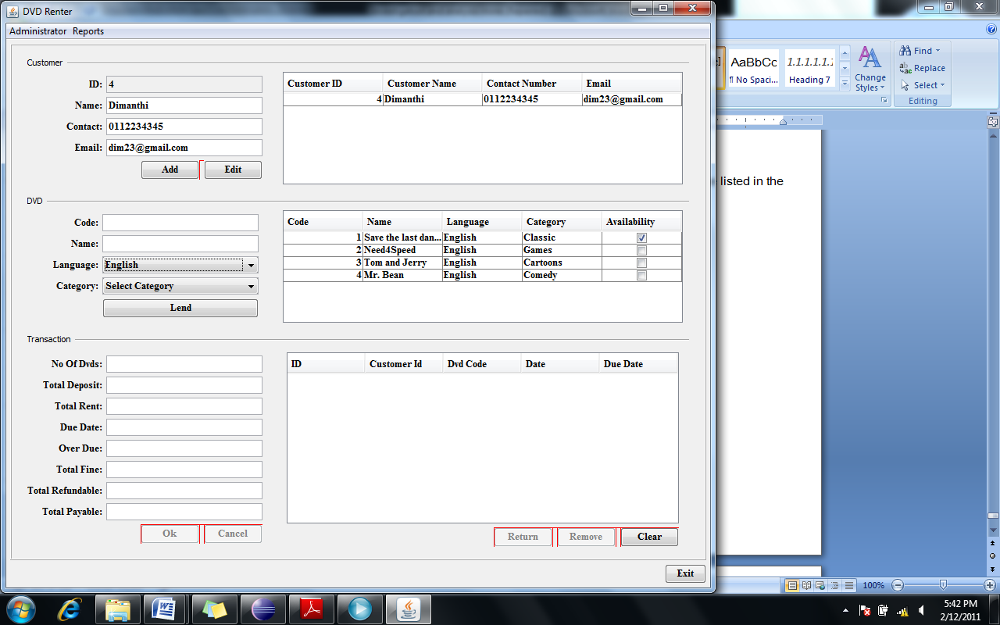 DVD Renter
Administrator Reports
Customer
ID: 4
Name: Dimanthi
Contact: 0112234345
Email: dim23@gmail.com
Add Edit
Customer ID Customer Name Contact Number Email
4 Dimanthi 0112234345 dim23@gmail.com
DVD
Code:
Name:
Language: English
Category: Select Category
Lend
Code Name Language Category Availability
1 Save the last dan... English Classic
2 Need4Speed English Games
3 Tom and Jerry English Cartoons
4 Mr. Bean English Comedy
Transaction
No Of Dvds:
Total Deposit:
Total Rent:
Due Date:
Over Due:
Total Fine:
Total Refundable:
Total Payable:
Ok Cancel
ID Customer Id Dvd Code Date Due Date
Return Remove Clear
Exit
AaBbCc 1.1.1.1.1.1
¶ No Spaci... Heading 7
Change
Styles
Find
Replace
Select
Editing
listed in the
100%
5:42 PM
2/12/2011